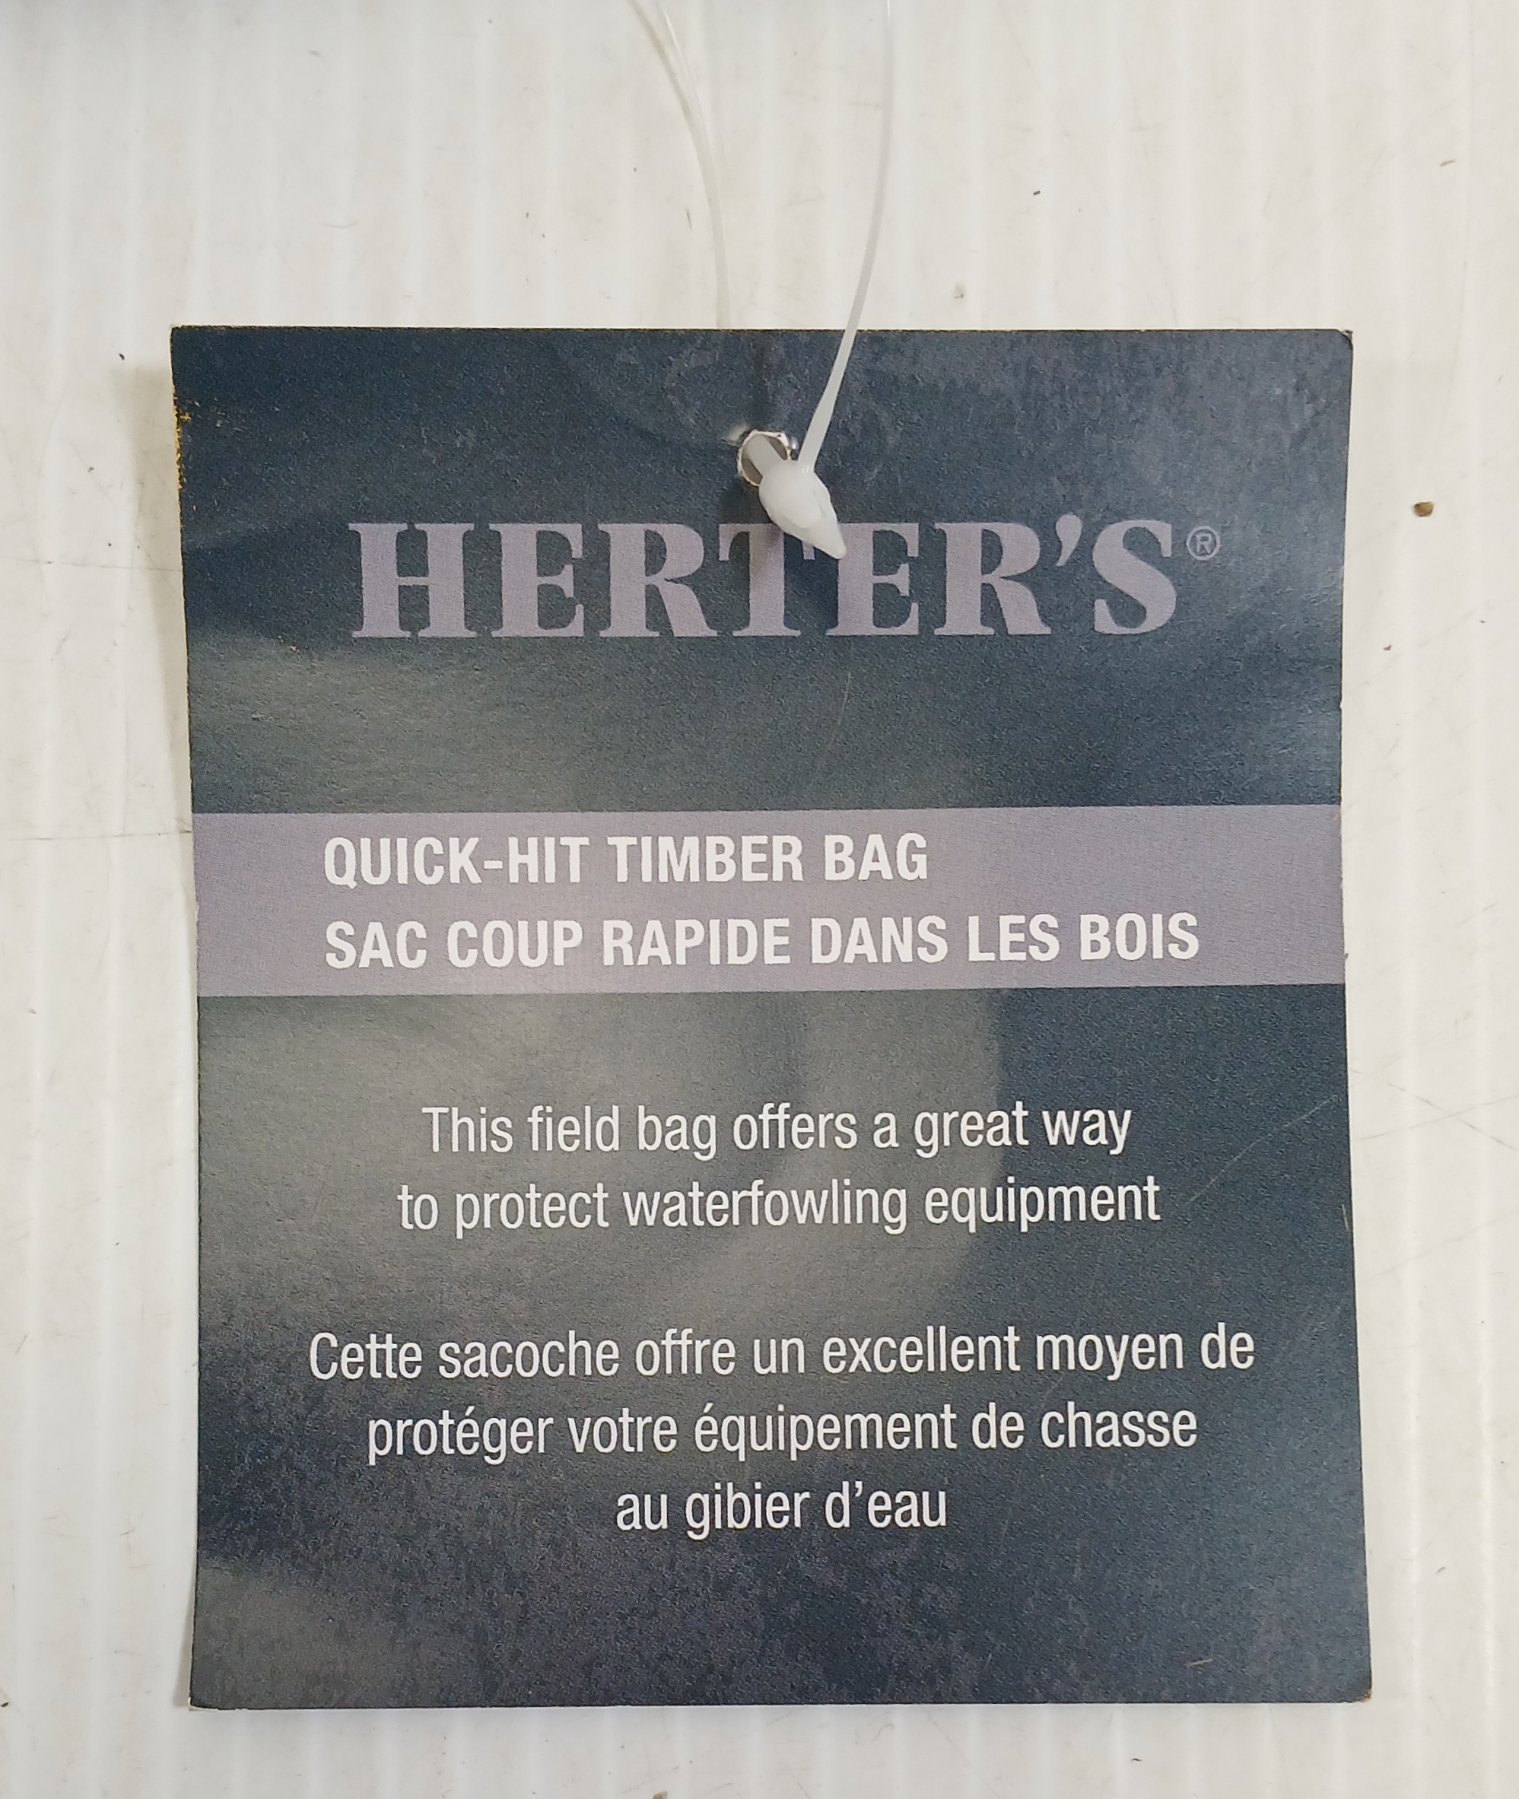 HERTER'S®
QUICK-HIT TIMBER BAG
SAC COUP RAPIDE DANS LES BOIS
This field bag offers a great way
to protect waterfowling equipment
Cette sacoche offre un excellent moyen de
protéger votre équipement de chasse
au gibier d'eau